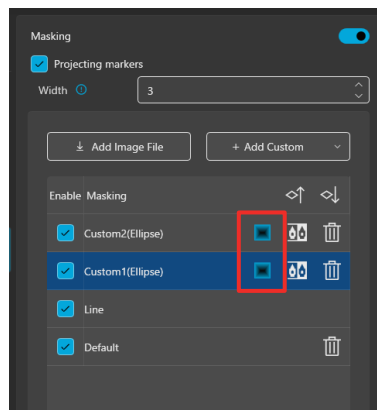 Masking
Projecting markers
Width 3
Add Image File + Add Custom
Enable Masking
Custom2(Ellipse)
Custom1(Ellipse)
Line
Default